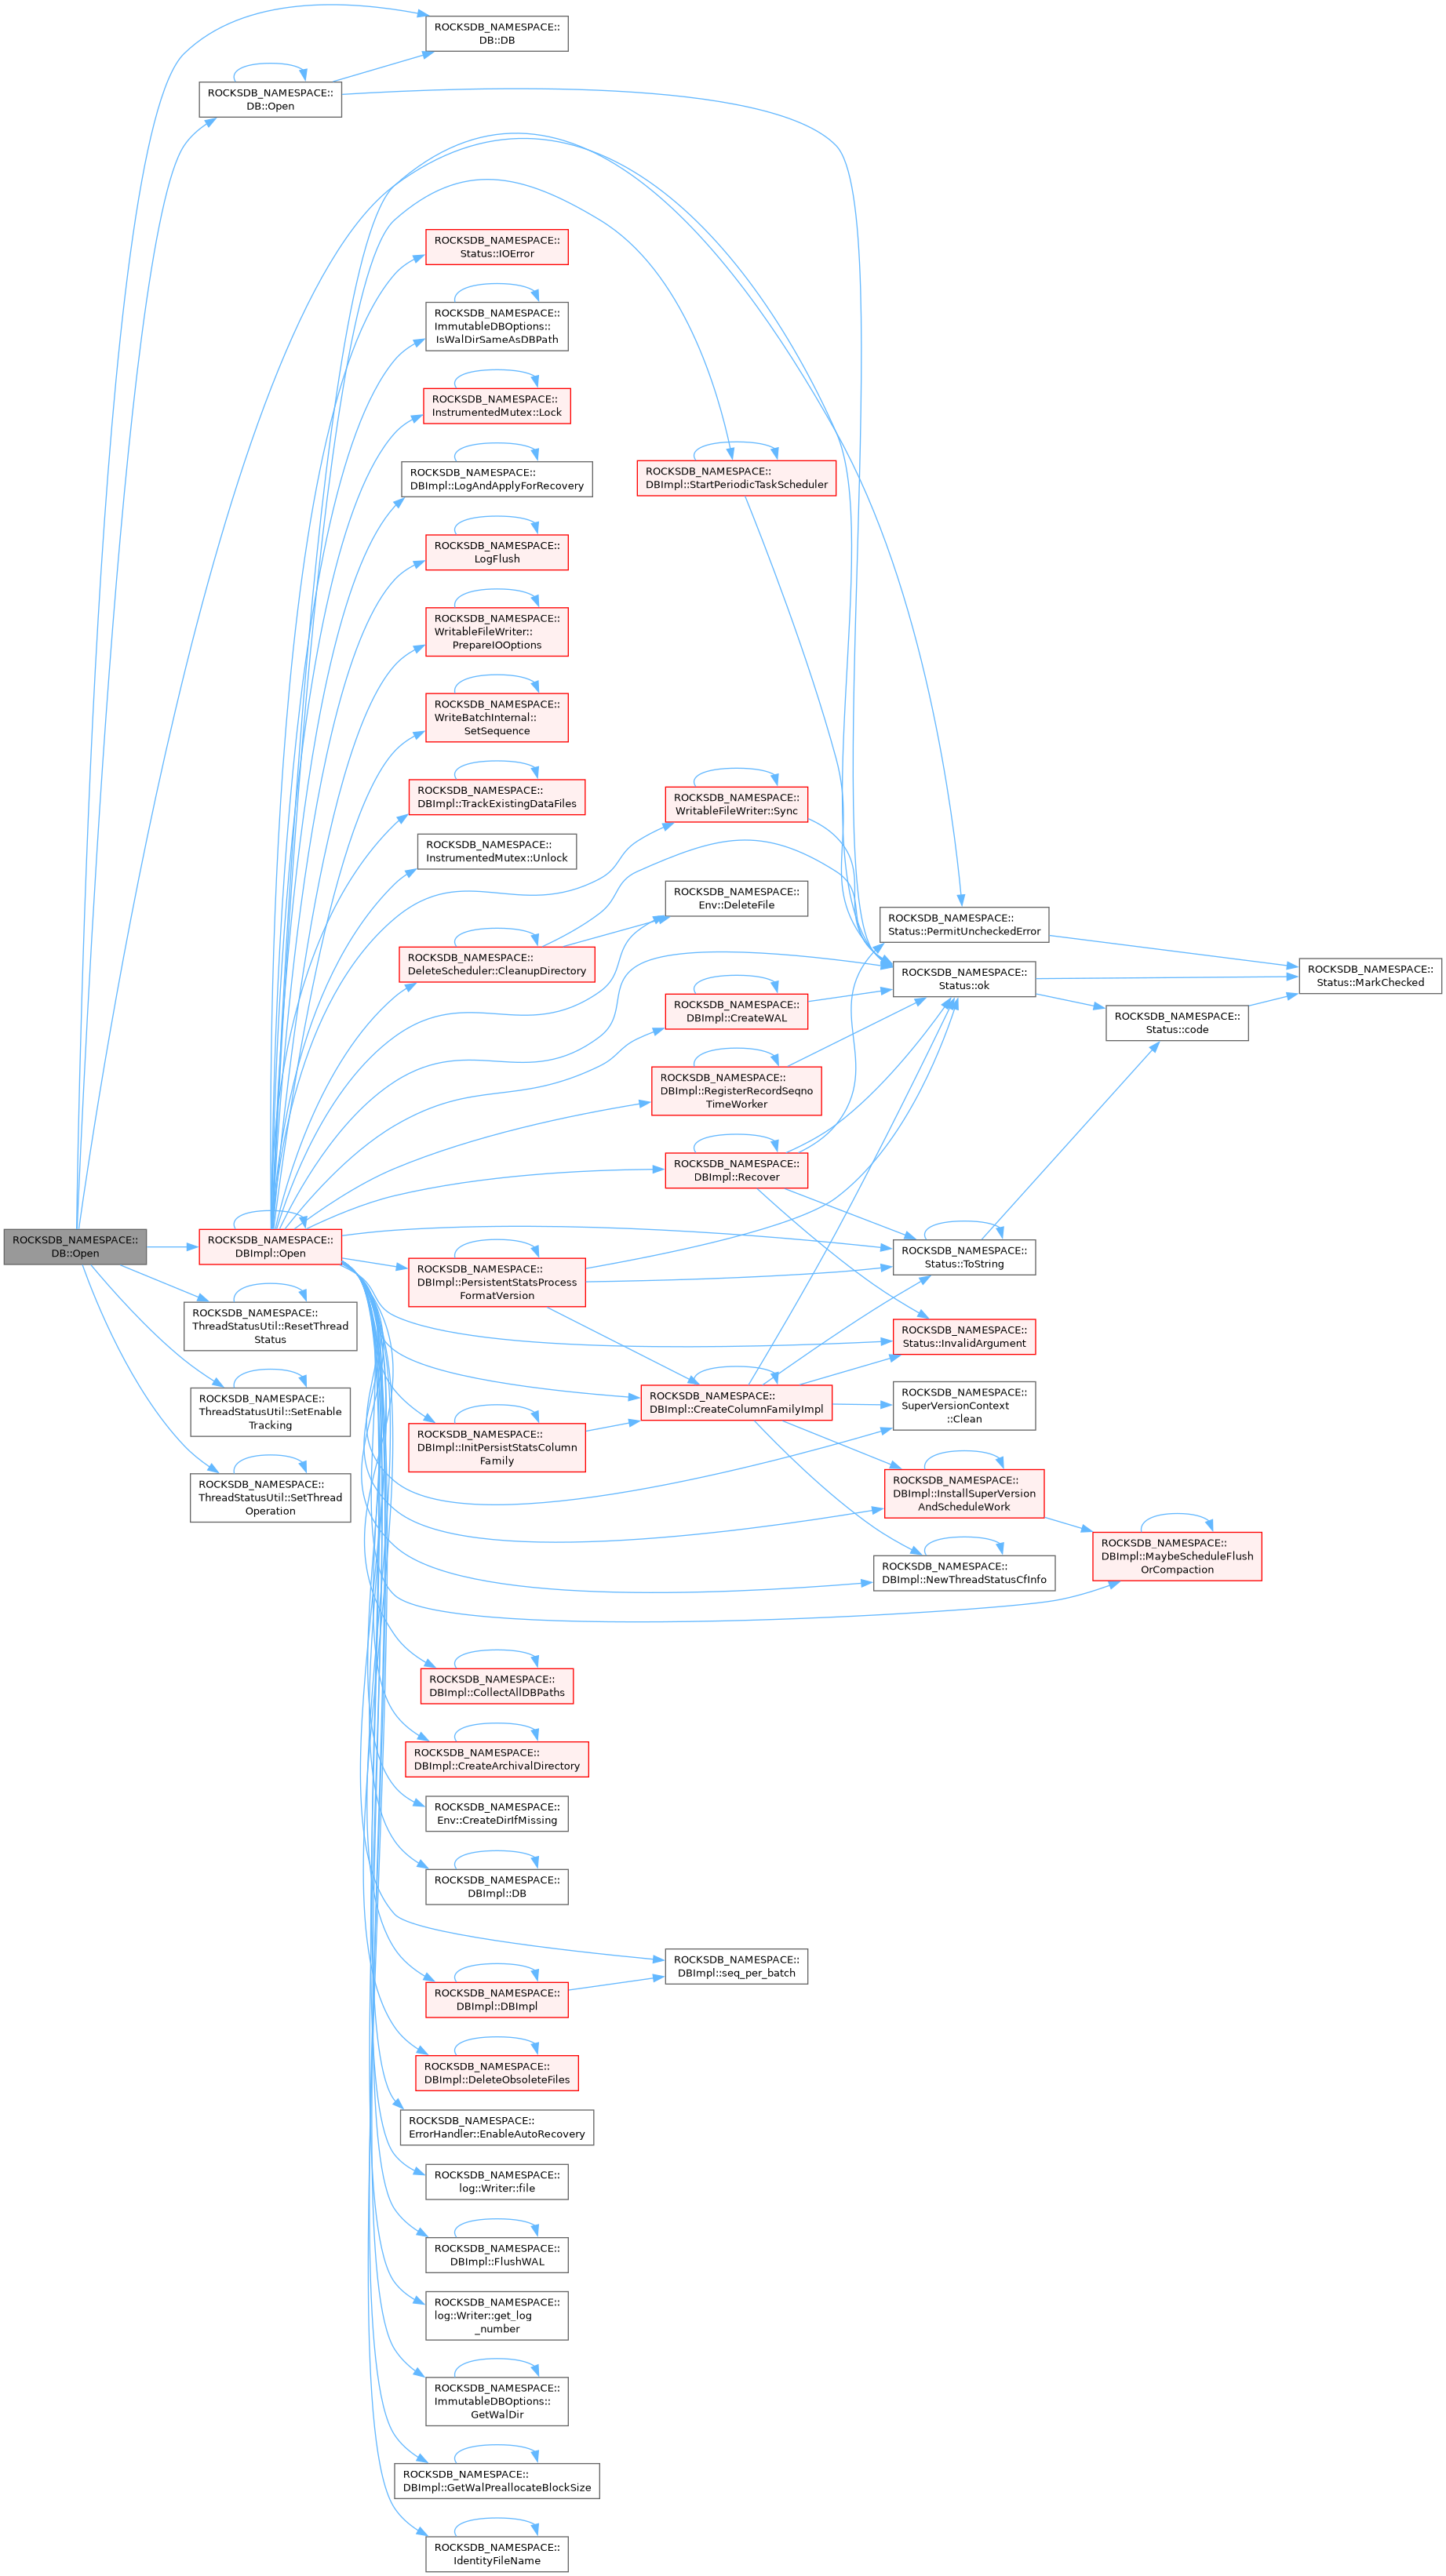 ROCKSDB_NAMESPACE::
DB::DB
ROCKSDB_NAMESPACE::
DB::Open
ROCKSDB_NAMESPACE::
Status::IOError
ROCKSDB_NAMESPACE::
ImmutableDBOptions::
IsWalDirSameAsDBPath
ROCKSDB_NAMESPACE::
InstrumentedMutex::Lock
ROCKSDB_NAMESPACE::
DBImpl::LogAndApplyForRecovery
ROCKSDB_NAMESPACE::
DBImpl::StartPeriodicTaskScheduler
ROCKSDB_NAMESPACE::
LogFlush
ROCKSDB_NAMESPACE::
WritableFileWriter::
PrepareIOOptions
ROCKSDB_NAMESPACE::
WriteBatchInternal::
SetSequence
ROCKSDB_NAMESPACE::
DBImpl::TrackExistingDataFiles
ROCKSDB_NAMESPACE::
WritableFileWriter::Sync
ROCKSDB_NAMESPACE::
InstrumentedMutex::Unlock
ROCKSDB_NAMESPACE::
Env::DeleteFile
ROCKSDB_NAMESPACE::
Status::PermitUncheckedError
ROCKSDB_NAMESPACE::
DeleteScheduler::CleanupDirectory
ROCKSDB_NAMESPACE::
Status::ok
ROCKSDB_NAMESPACE::
Status::MarkChecked
ROCKSDB_NAMESPACE::
DBImpl::CreateWAL
ROCKSDB_NAMESPACE::
Status::code
ROCKSDB_NAMESPACE::
DBImpl::RegisterRecordSeqno
TimeWorker
ROCKSDB_NAMESPACE::
DBImpl::Recover
ROCKSDB_NAMESPACE::
DB::Open
ROCKSDB_NAMESPACE::
DBImpl::Open
ROCKSDB_NAMESPACE::
Status::ToString
ROCKSDB_NAMESPACE::
DBImpl::PersistentStatsProcess
FormatVersion
ROCKSDB_NAMESPACE::
ThreadStatusUtil::ResetThread
Status
ROCKSDB_NAMESPACE::
Status::InvalidArgument
ROCKSDB_NAMESPACE::
ThreadStatusUtil::SetEnable
Tracking
ROCKSDB_NAMESPACE::
DBImpl::CreateColumnFamilyImpl
ROCKSDB_NAMESPACE::
SuperVersionContext
::Clean
ROCKSDB_NAMESPACE::
DBImpl::InitPersistStatsColumn
Family
ROCKSDB_NAMESPACE::
ThreadStatusUtil::SetThread
Operation
ROCKSDB_NAMESPACE::
DBImpl::InstallSuperVersion
AndScheduleWork
ROCKSDB_NAMESPACE::
DBImpl::MaybeScheduleFlush
OrCompaction
ROCKSDB_NAMESPACE::
DBImpl::NewThreadStatusCfInfo
ROCKSDB_NAMESPACE::
DBImpl::CollectAllDBPaths
ROCKSDB_NAMESPACE::
DBImpl::CreateArchivalDirectory
ROCKSDB_NAMESPACE::
Env::CreateDirIfMissing
ROCKSDB_NAMESPACE::
DBImpl::DB
ROCKSDB_NAMESPACE::
DBImpl::seq_per_batch
ROCKSDB_NAMESPACE::
DBImpl::DBImpl
ROCKSDB_NAMESPACE::
DBImpl::DeleteObsoleteFiles
ROCKSDB_NAMESPACE::
ErrorHandler::EnableAutoRecovery
ROCKSDB_NAMESPACE::
log::Writer::file
ROCKSDB_NAMESPACE::
DBImpl::FlushWAL
ROCKSDB_NAMESPACE::
log::Writer::get_log
_number
ROCKSDB_NAMESPACE::
ImmutableDBOptions::
GetWalDir
ROCKSDB_NAMESPACE::
DBImpl::GetWalPreallocateBlockSize
ROCKSDB_NAMESPACE::
IdentityFileName